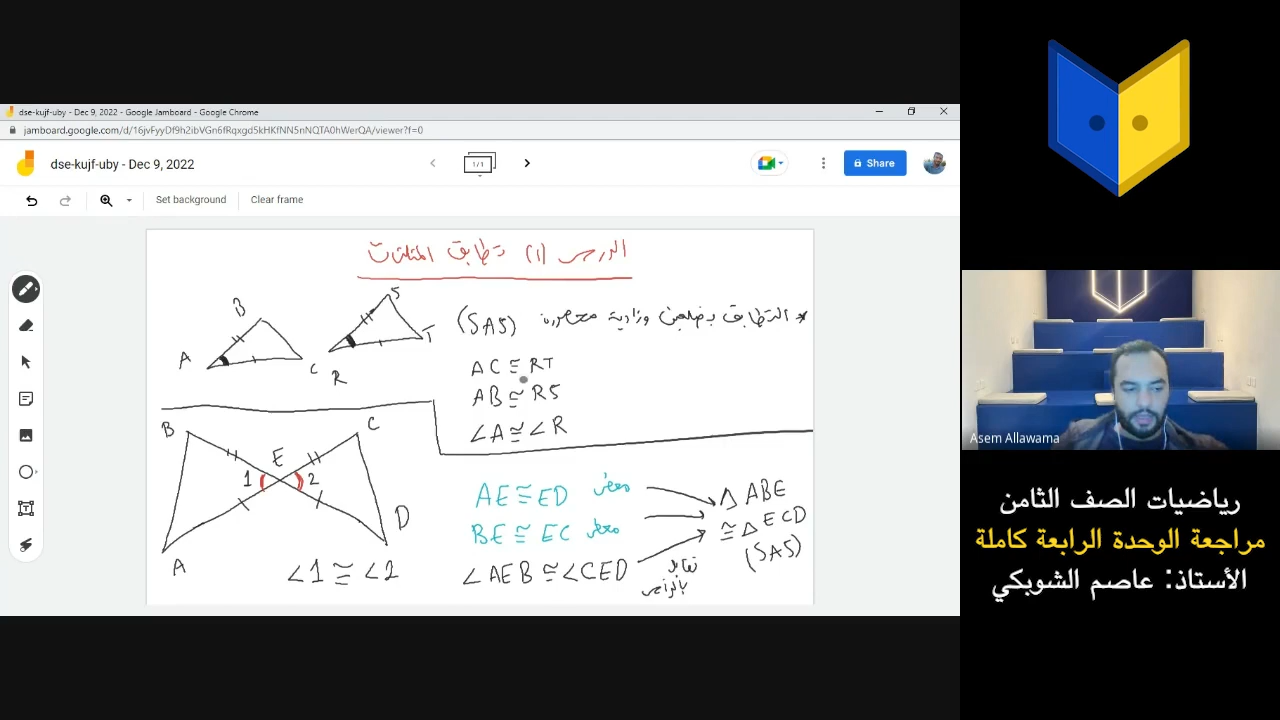 dse-kujf-uby - Dec 9, 2022 - Google Jamboard - Google Chrome
jamboard.google.com/d/16jvFyyDf9h2ibVGn6fRqxgd5kHKfNN5nNQTA0hWerQA/viewer?f=0
dse-kujf-uby - Dec 9, 2022
1/1
Share
Set background
Clear frame
الدرس (1) تطابق المثلثات
* التطابق بضلعين وزاوية محصورة (SAS)
B
A
C
S
T
R
AC ≅ RT
AB ≅ RS
∠A ≅ ∠R
B
C
E
1
2
A
D
∠1 ≅ ∠2
AE ≅ ED معطى
BE ≅ EC معطى
∠AEB ≅ ∠CED تقابل بالرأس
△ABE
≅ △ECD
(SAS)
Asem Allawama
رياضيات الصف الثامن
مراجعة الوحدة الرابعة كاملة
الأستاذ: عاصم الشوبكي